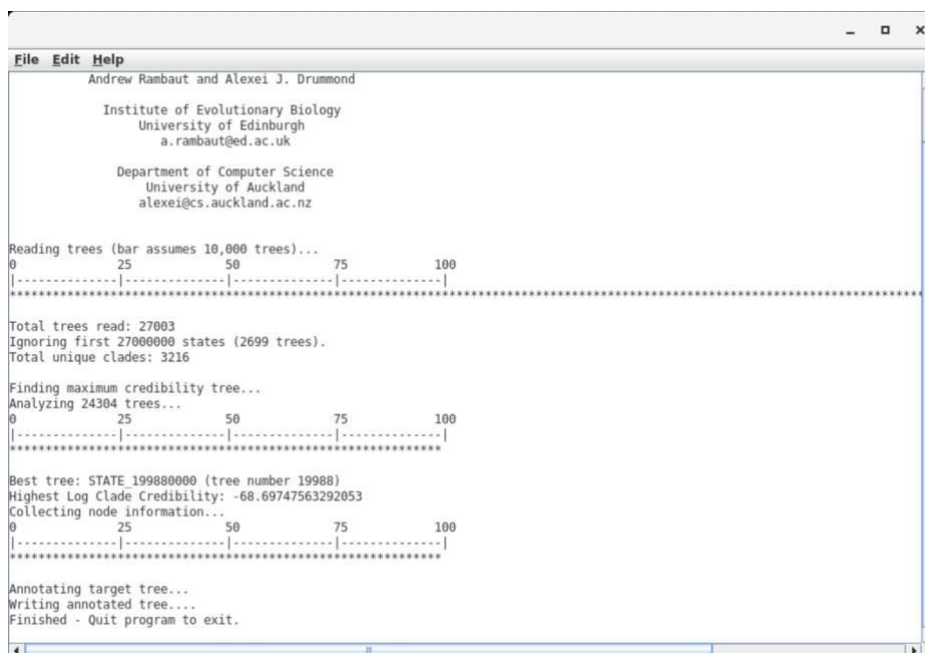 File Edit Help
Andrew Rambaut and Alexei J. Drummond
Institute of Evolutionary Biology
University of Edinburgh
a.rambaut@ed.ac.uk
Department of Computer Science
University of Auckland
alexei@cs.auckland.ac.nz
Reading trees (bar assumes 10,000 trees)...
0 25 50 75 100
|--------------|--------------|--------------|--------------|
*******************************************************************************************************************************
Total trees read: 27003
Ignoring first 27000000 states (2699 trees).
Total unique clades: 3216
Finding maximum credibility tree...
Analyzing 24304 trees...
0 25 50 75 100
|--------------|--------------|--------------|--------------|
************************************************************
Best tree: STATE_199880000 (tree number 19988)
Highest Log Clade Credibility: -68.69747563292053
Collecting node information...
0 25 50 75 100
|--------------|--------------|--------------|--------------|
************************************************************
Annotating target tree...
Writing annotated tree....
Finished - Quit program to exit.